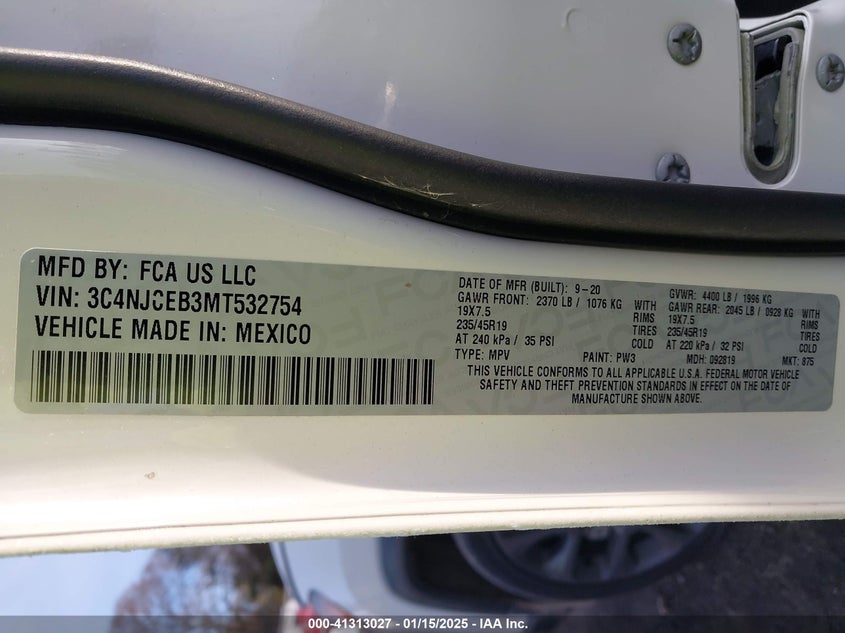 MFD BY: FCA US LLC
VIN: 3C4NJCEB3MT532754
VEHICLE MADE IN: MEXICO
DATE OF MFR (BUILT): 9-20 GVWR: 4400 LB / 1996 KG
GAWR FRONT: 2370 LB / 1076 KG WITH GAWR REAR: 2045 LB / 0928 KG WITH
19X7.5 RIMS 19X7.5 RIMS
235/45R19 TIRES 235/45R19 TIRES
AT 240 kPa / 35 PSI COLD AT 220 kPa / 32 PSI COLD
TYPE: MPV PAINT: PW3 MDH: 092819 MKT: 875
THIS VEHICLE CONFORMS TO ALL APPLICABLE U.S.A. FEDERAL MOTOR VEHICLE
SAFETY AND THEFT PREVENTION STANDARDS IN EFFECT ON THE DATE OF
MANUFACTURE SHOWN ABOVE.
000-41313027 - 01/15/2025 - IAA Inc.